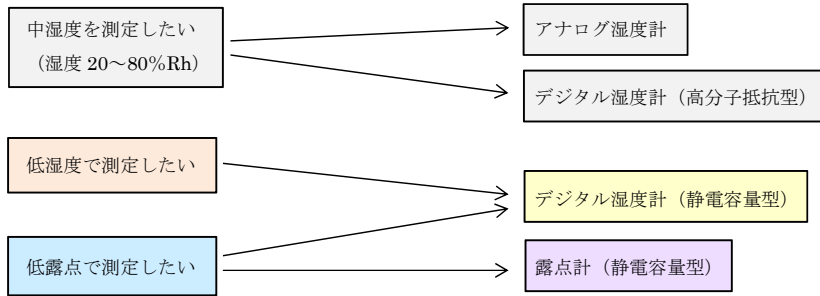 中湿度を測定したい
（湿度 20～80%Rh）
アナログ湿度計
デジタル湿度計（高分子抵抗型）
低湿度で測定したい
デジタル湿度計（静電容量型）
低露点で測定したい
露点計（静電容量型）